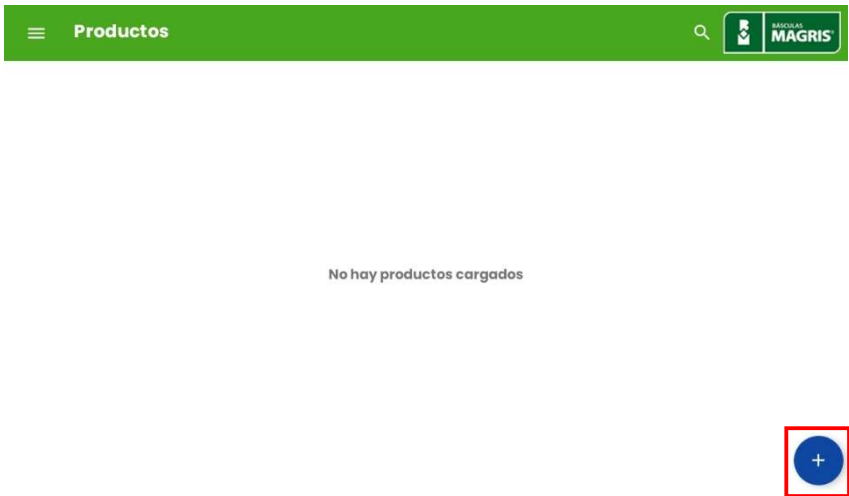 Productos
BÁSCULAS
MAGRIS®
No hay productos cargados
+